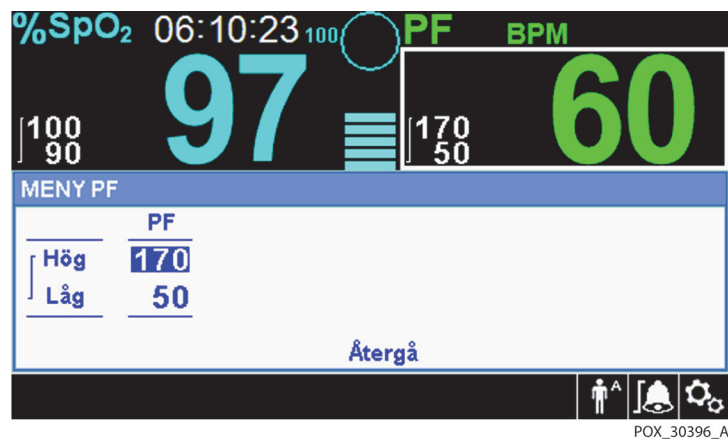 %SpO₂ 06:10:23 100 PF BPM
97 60
100 170
90 50
MENY PF
PF
Hög 170
Låg 50
Återgå
A
POX_30396_A